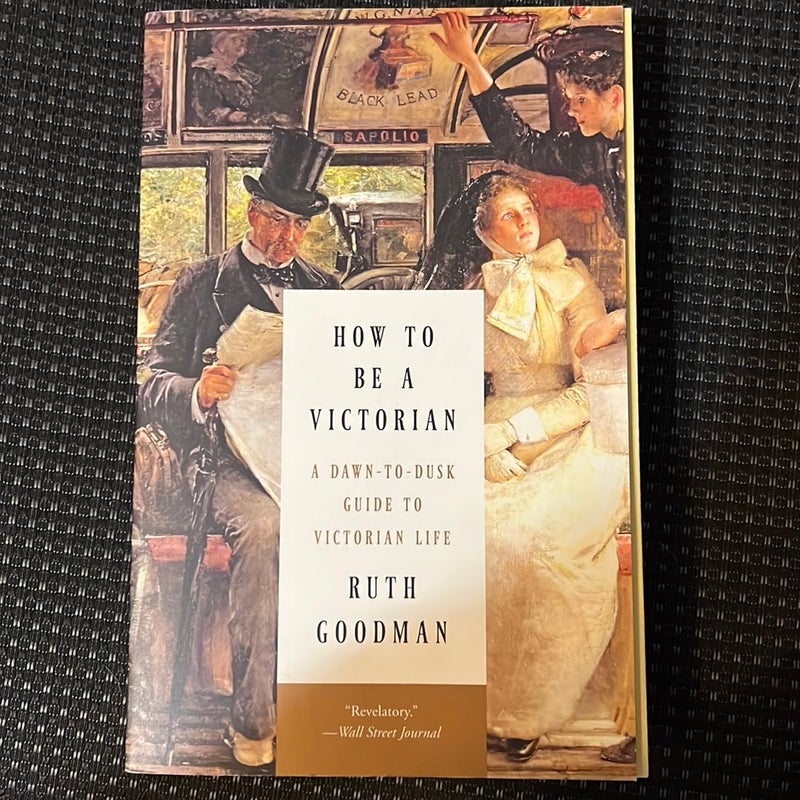 BLACK LEAD
SAPOLIO
HOW TO
BE A
VICTORIAN
A DAWN-TO-DUSK
GUIDE TO
VICTORIAN LIFE
RUTH
GOODMAN
“Revelatory.”
—Wall Street Journal